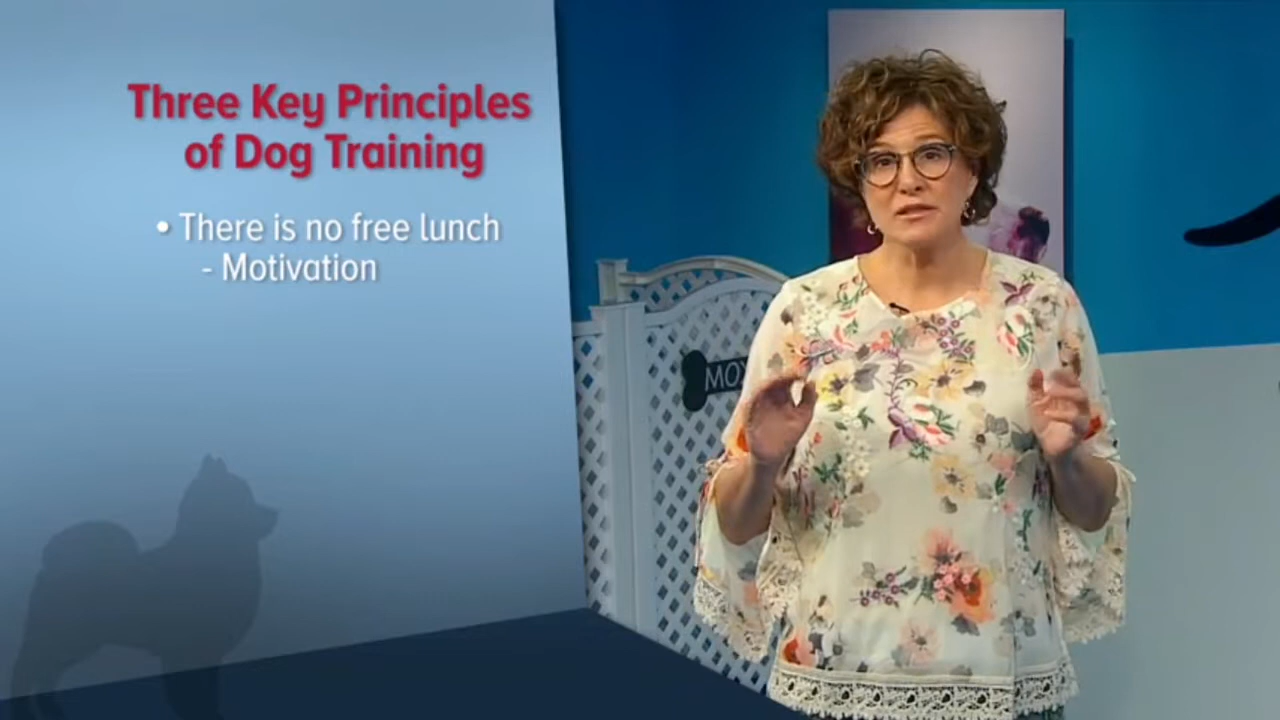 Three Key Principles
of Dog Training
• There is no free lunch
- Motivation